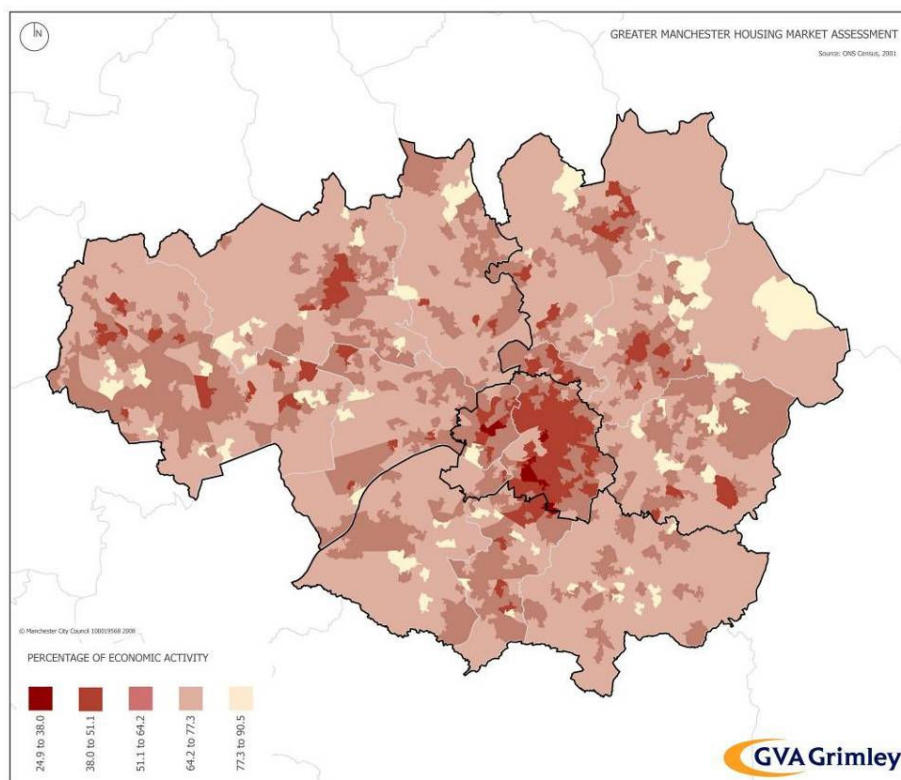 N
GREATER MANCHESTER HOUSING MARKET ASSESSMENT
Source: ONS Census, 2001
© Manchester City Council 100019568 2008
PERCENTAGE OF ECONOMIC ACTIVITY
24.9 to 38.0
38.0 to 51.1
51.1 to 64.2
64.2 to 77.3
77.3 to 90.5
GVA Grimley